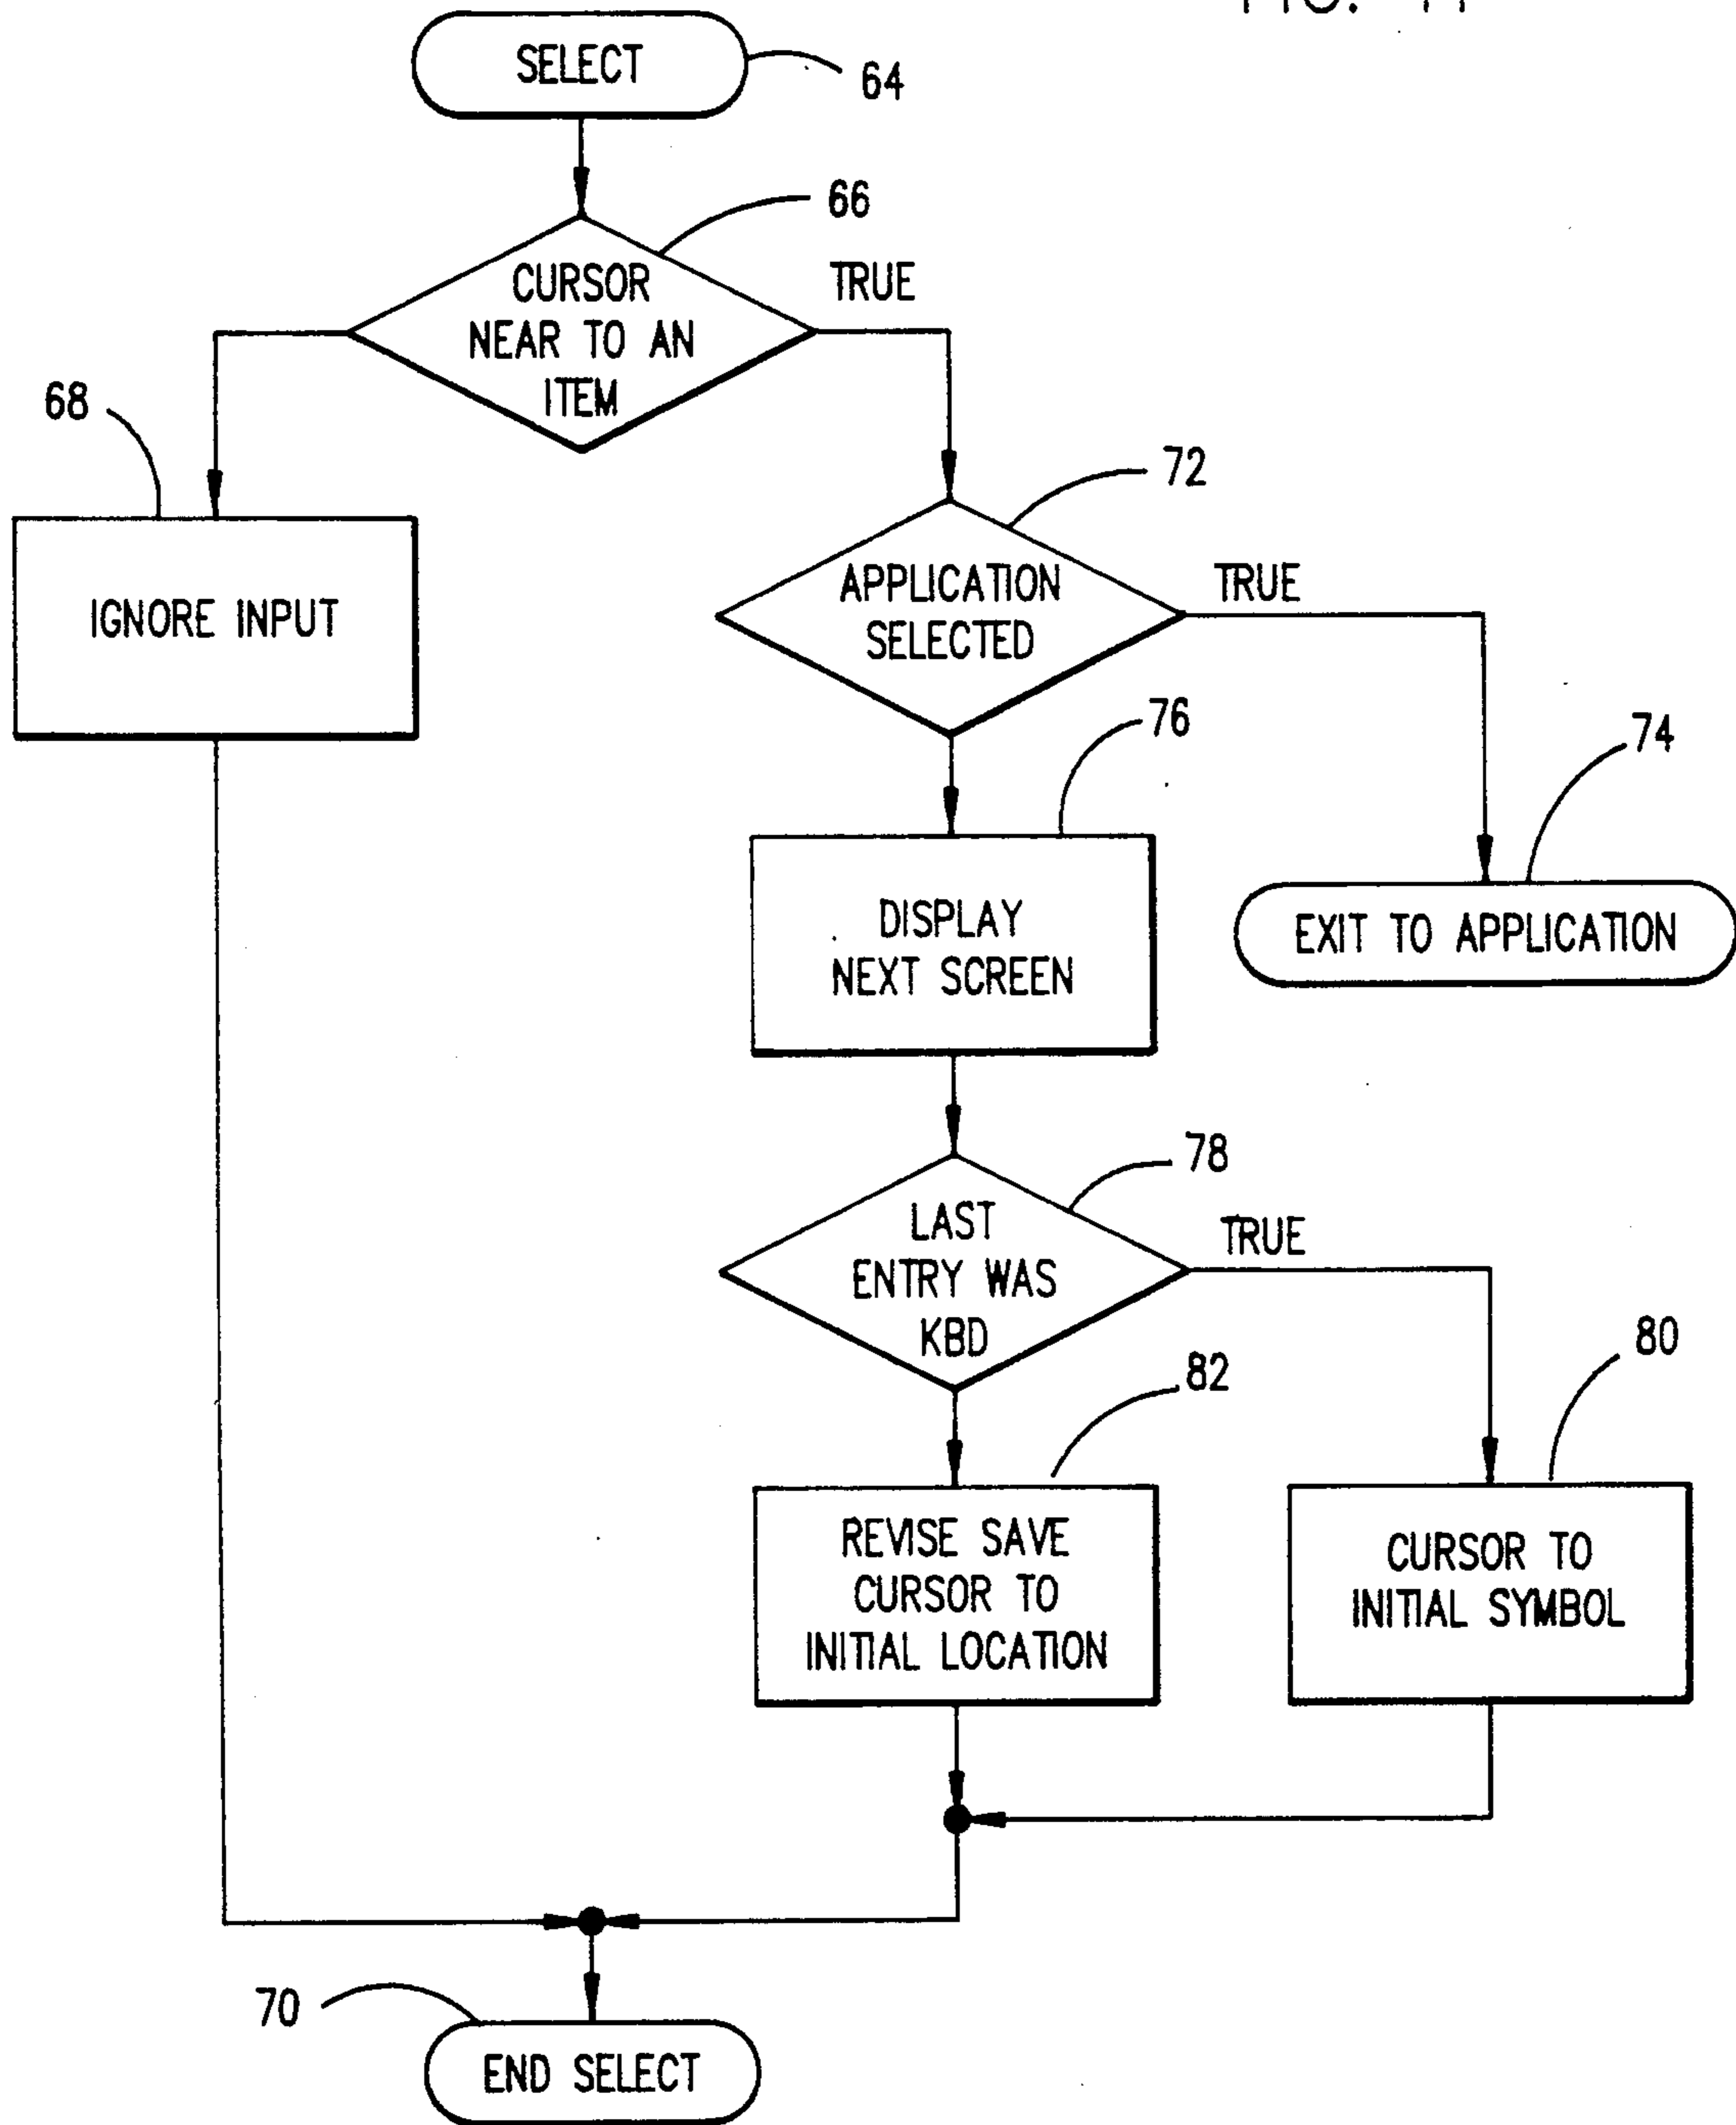 SELECT
64
66
CURSOR
NEAR TO AN
ITEM
TRUE
68
72
IGNORE INPUT
APPLICATION
SELECTED
TRUE
76
74
DISPLAY
NEXT SCREEN
EXIT TO APPLICATION
78
LAST
ENTRY WAS
KBD
TRUE
82
80
REVISE SAVE
CURSOR TO
INITIAL LOCATION
CURSOR TO
INITIAL SYMBOL
70
END SELECT